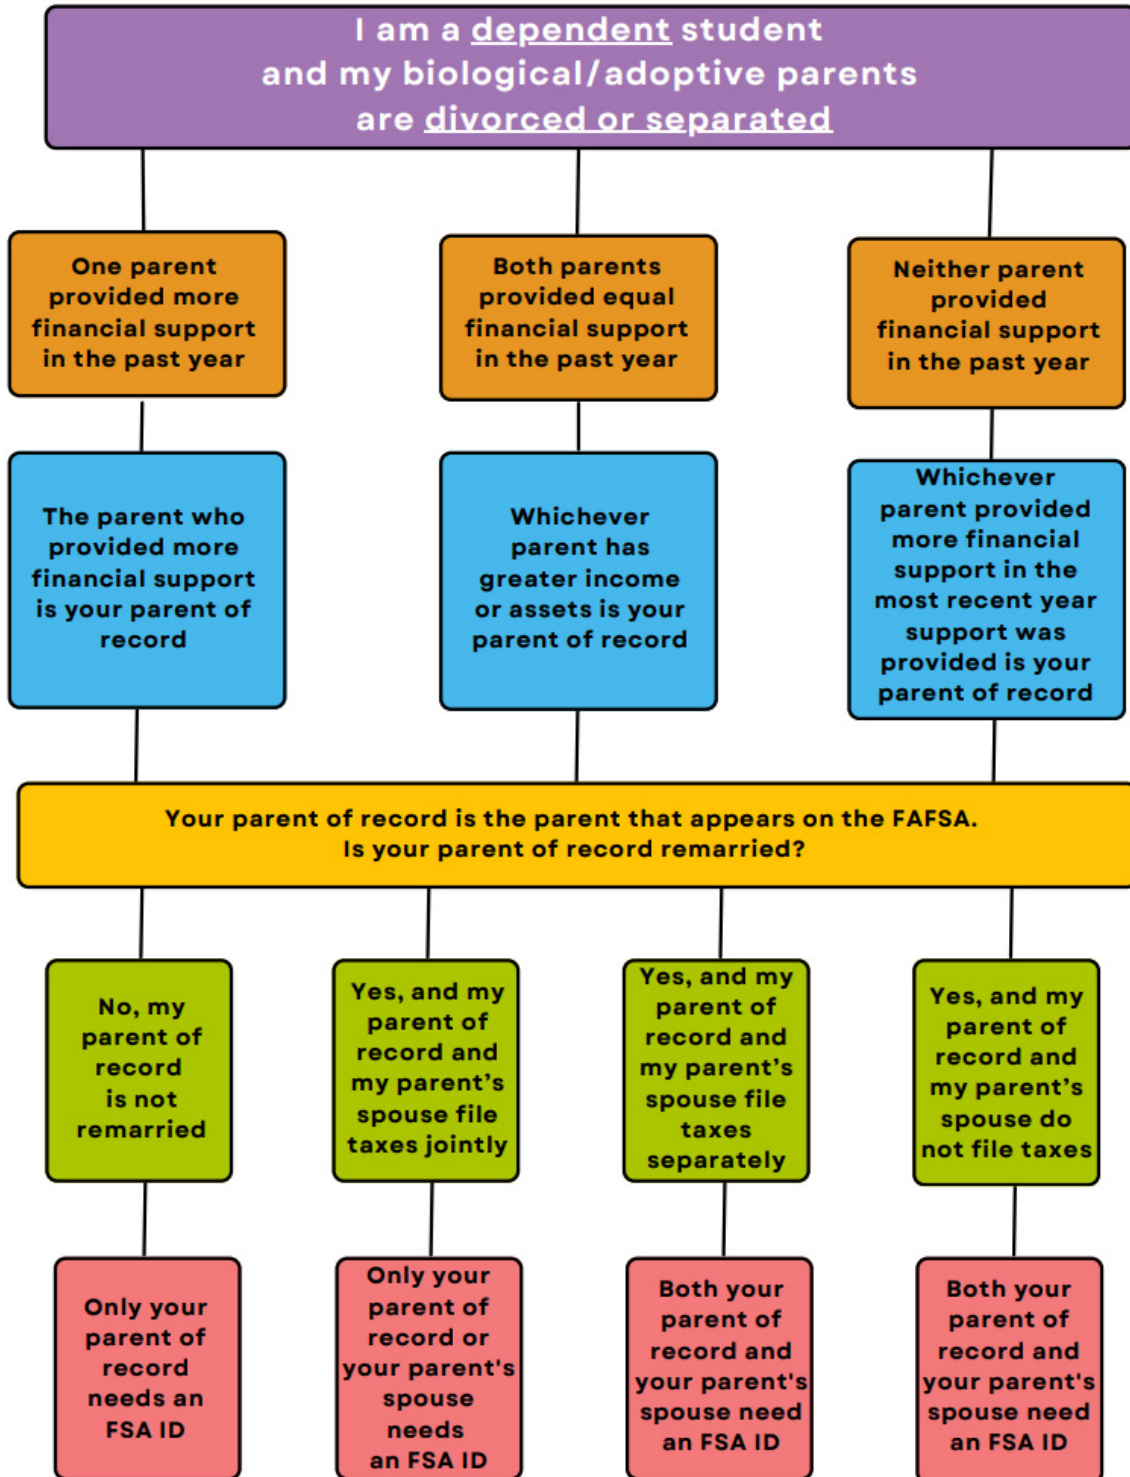 I am a dependent student
and my biological/adoptive parents
are divorced or separated
One parent
provided more
financial support
in the past year
Both parents
provided equal
financial support
in the past year
Neither parent
provided
financial support
in the past year
The parent who
provided more
financial support
is your parent of
record
Whichever
parent has
greater income
or assets is your
parent of record
Whichever
parent provided
more financial
support in the
most recent year
support was
provided is your
parent of record
Your parent of record is the parent that appears on the FAFSA.
Is your parent of record remarried?
No, my
parent of
record
is not
remarried
Yes, and my
parent of
record and
my parent’s
spouse file
taxes jointly
Yes, and my
parent of
record and
my parent’s
spouse file
taxes
separately
Yes, and my
parent of
record and
my parent’s
spouse do
not file taxes
Only your
parent of
record
needs an
FSA ID
Only your
parent of
record or
your parent's
spouse
needs
an FSA ID
Both your
parent of
record and
your parent's
spouse need
an FSA ID
Both your
parent of
record and
your parent's
spouse need
an FSA ID